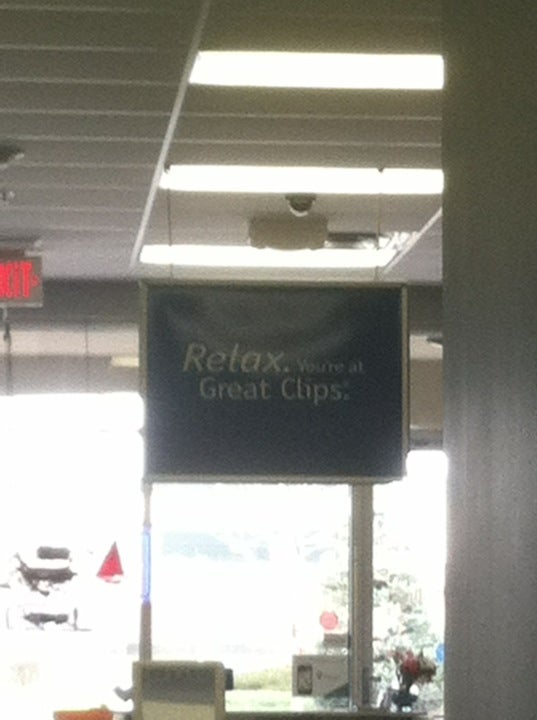 EXIT
Relax. You're at
Great Clips®